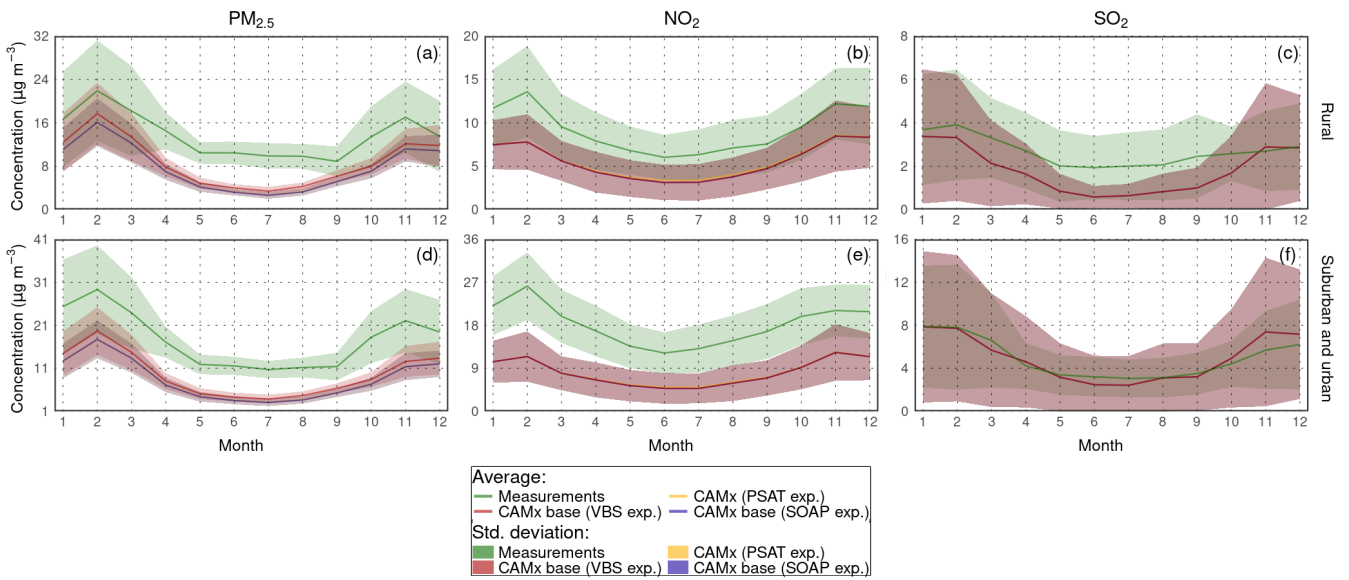 PM2.5 NO2 SO2
32 24 16 8 0
Concentration (µg m−3)
(a)
1 2 3 4 5 6 7 8 9 10 11 12
20 15 10 5 0
(b)
1 2 3 4 5 6 7 8 9 10 11 12
8 6 4 2 0
(c)
1 2 3 4 5 6 7 8 9 10 11 12
Rural
41 31 21 11 1
Concentration (µg m−3)
(d)
1 2 3 4 5 6 7 8 9 10 11 12
Month
36 27 18 9 0
(e)
1 2 3 4 5 6 7 8 9 10 11 12
Month
16 12 8 4 0
(f)
1 2 3 4 5 6 7 8 9 10 11 12
Month
Suburban and urban
Average:
Measurements CAMx (PSAT exp.)
CAMx base (VBS exp.) CAMx base (SOAP exp.)
Std. deviation:
Measurements CAMx (PSAT exp.)
CAMx base (VBS exp.) CAMx base (SOAP exp.)